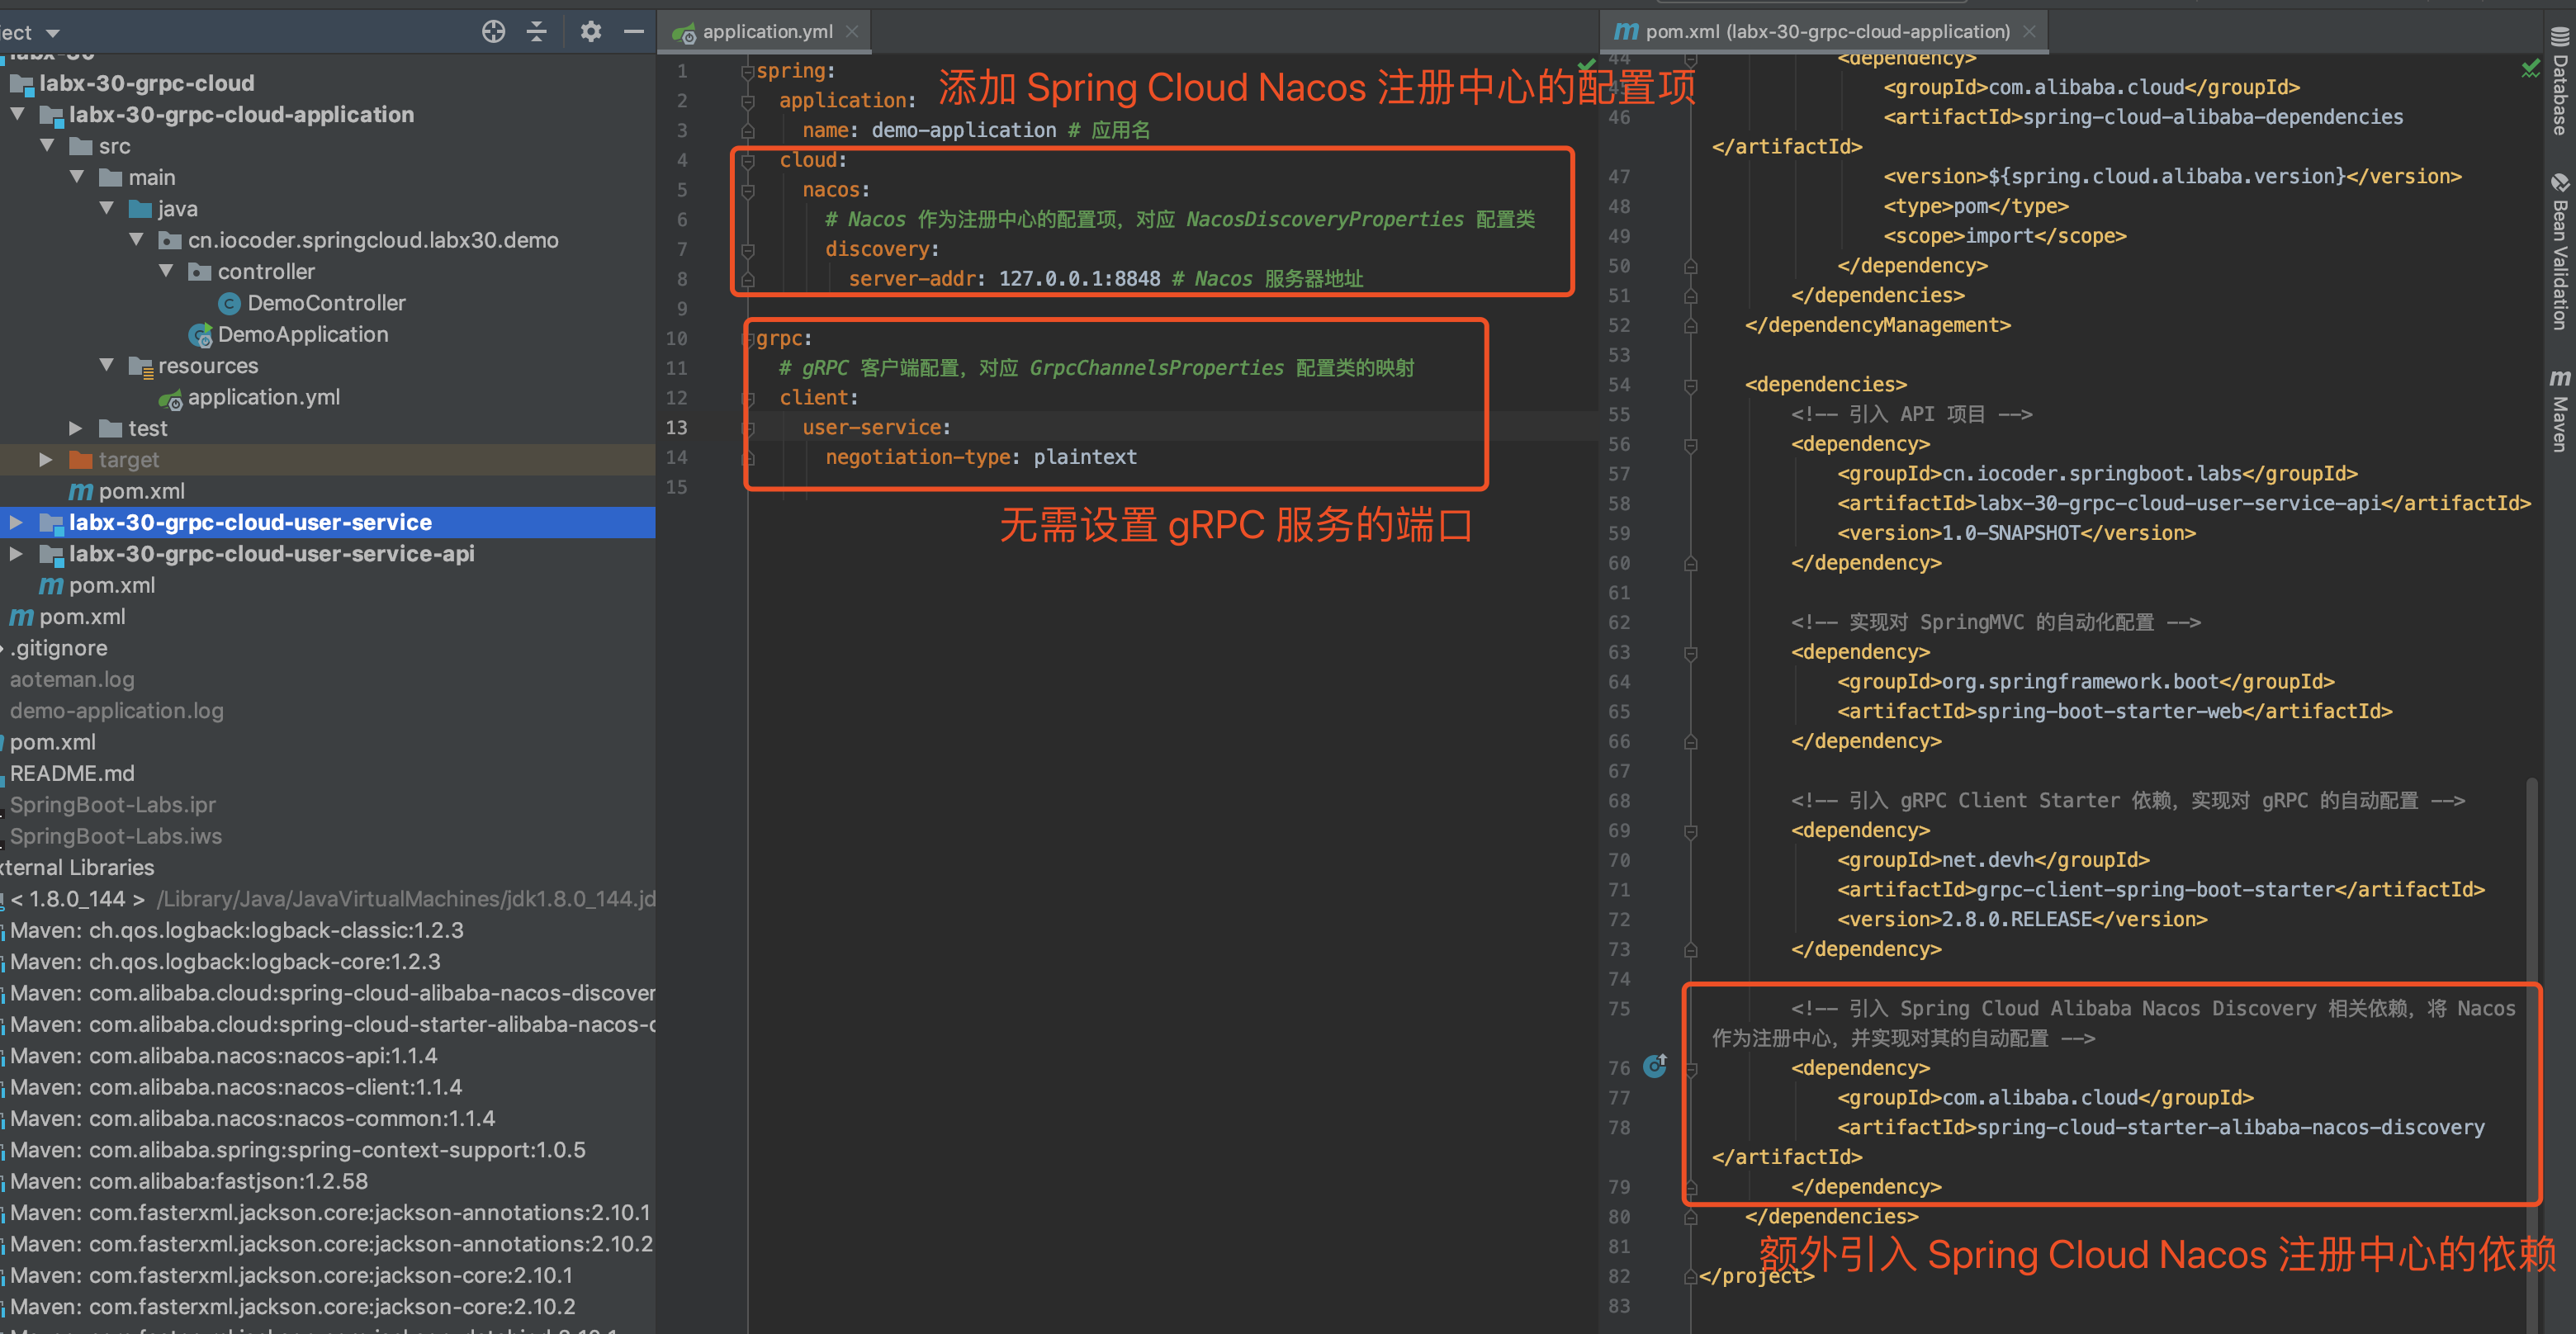 ect
labx-30-grpc-cloud
labx-30-grpc-cloud-application
src
main
java
cn.iocoder.springcloud.labx30.demo
controller
DemoController
DemoApplication
resources
application.yml
test
target
pom.xml
labx-30-grpc-cloud-user-service
labx-30-grpc-cloud-user-service-api
pom.xml
pom.xml
.gitignore
aoteman.log
demo-application.log
pom.xml
README.md
SpringBoot-Labs.ipr
SpringBoot-Labs.iws
xternal Libraries
< 1.8.0_144 > /Library/Java/JavaVirtualMachines/jdk1.8.0_144.jd
Maven: ch.qos.logback:logback-classic:1.2.3
Maven: ch.qos.logback:logback-core:1.2.3
Maven: com.alibaba.cloud:spring-cloud-alibaba-nacos-discover
Maven: com.alibaba.cloud:spring-cloud-starter-alibaba-nacos-d
Maven: com.alibaba.nacos:nacos-api:1.1.4
Maven: com.alibaba.nacos:nacos-client:1.1.4
Maven: com.alibaba.nacos:nacos-common:1.1.4
Maven: com.alibaba.spring:spring-context-support:1.0.5
Maven: com.alibaba:fastjson:1.2.58
Maven: com.fasterxml.jackson.core:jackson-annotations:2.10.1
Maven: com.fasterxml.jackson.core:jackson-annotations:2.10.2
Maven: com.fasterxml.jackson.core:jackson-core:2.10.1
Maven: com.fasterxml.jackson.core:jackson-core:2.10.2
application.yml
1 spring:
添加 Spring Cloud Nacos 注册中心的配置项
2 application:
3 name: demo-application # 应用名
4 cloud:
5 nacos:
6 # Nacos 作为注册中心的配置项，对应 NacosDiscoveryProperties 配置类
7 discovery:
8 server-addr: 127.0.0.1:8848 # Nacos 服务器地址
9
10 grpc:
11 # gRPC 客户端配置，对应 GrpcChannelsProperties 配置类的映射
12 client:
13 user-service:
14 negotiation-type: plaintext
15
无需设置 gRPC 服务的端口
pom.xml (labx-30-grpc-cloud-application)
44 <dependency>
<groupId>com.alibaba.cloud</groupId>
46 <artifactId>spring-cloud-alibaba-dependencies
</artifactId>
47 <version>${spring.cloud.alibaba.version}</version>
48 <type>pom</type>
49 <scope>import</scope>
50 </dependency>
51 </dependencies>
52 </dependencyManagement>
53
54 <dependencies>
55 <!-- 引入 API 项目 -->
56 <dependency>
57 <groupId>cn.iocoder.springboot.labs</groupId>
58 <artifactId>labx-30-grpc-cloud-user-service-api</artifactId>
59 <version>1.0-SNAPSHOT</version>
60 </dependency>
61
62 <!-- 实现对 SpringMVC 的自动化配置 -->
63 <dependency>
64 <groupId>org.springframework.boot</groupId>
65 <artifactId>spring-boot-starter-web</artifactId>
66 </dependency>
67
68 <!-- 引入 gRPC Client Starter 依赖，实现对 gRPC 的自动配置 -->
69 <dependency>
70 <groupId>net.devh</groupId>
71 <artifactId>grpc-client-spring-boot-starter</artifactId>
72 <version>2.8.0.RELEASE</version>
73 </dependency>
74
75 <!-- 引入 Spring Cloud Alibaba Nacos Discovery 相关依赖，将 Nacos
作为注册中心，并实现对其的自动配置 -->
76 <dependency>
77 <groupId>com.alibaba.cloud</groupId>
78 <artifactId>spring-cloud-starter-alibaba-nacos-discovery
</artifactId>
79 </dependency>
80 </dependencies>
81
额外引入 Spring Cloud Nacos 注册中心的依赖
82 </project>
83
Database
Bean Validation
Maven